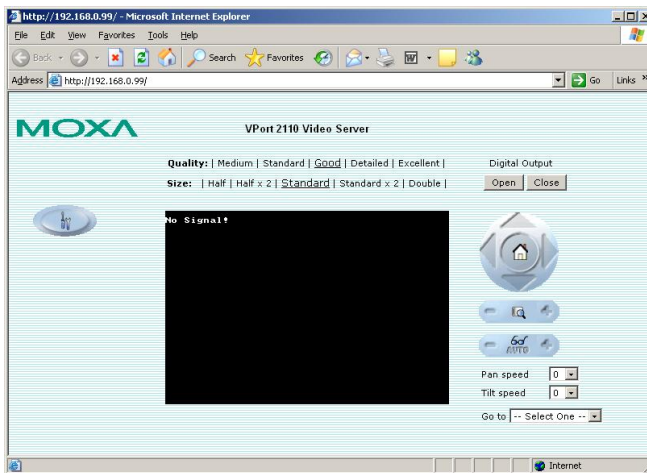 http://192.168.0.99/ - Microsoft Internet Explorer
File Edit View Favorites Tools Help
Back Search Favorites
Address http://192.168.0.99/ Go Links »
MOXA
VPort 2110 Video Server
Quality: | Medium | Standard | Good | Detailed | Excellent |
Digital Output
Size: | Half | Half x 2 | Standard | Standard x 2 | Double |
Open Close
No Signal!
AUTO
Pan speed 0
Tilt speed 0
Go to -- Select One --
Internet